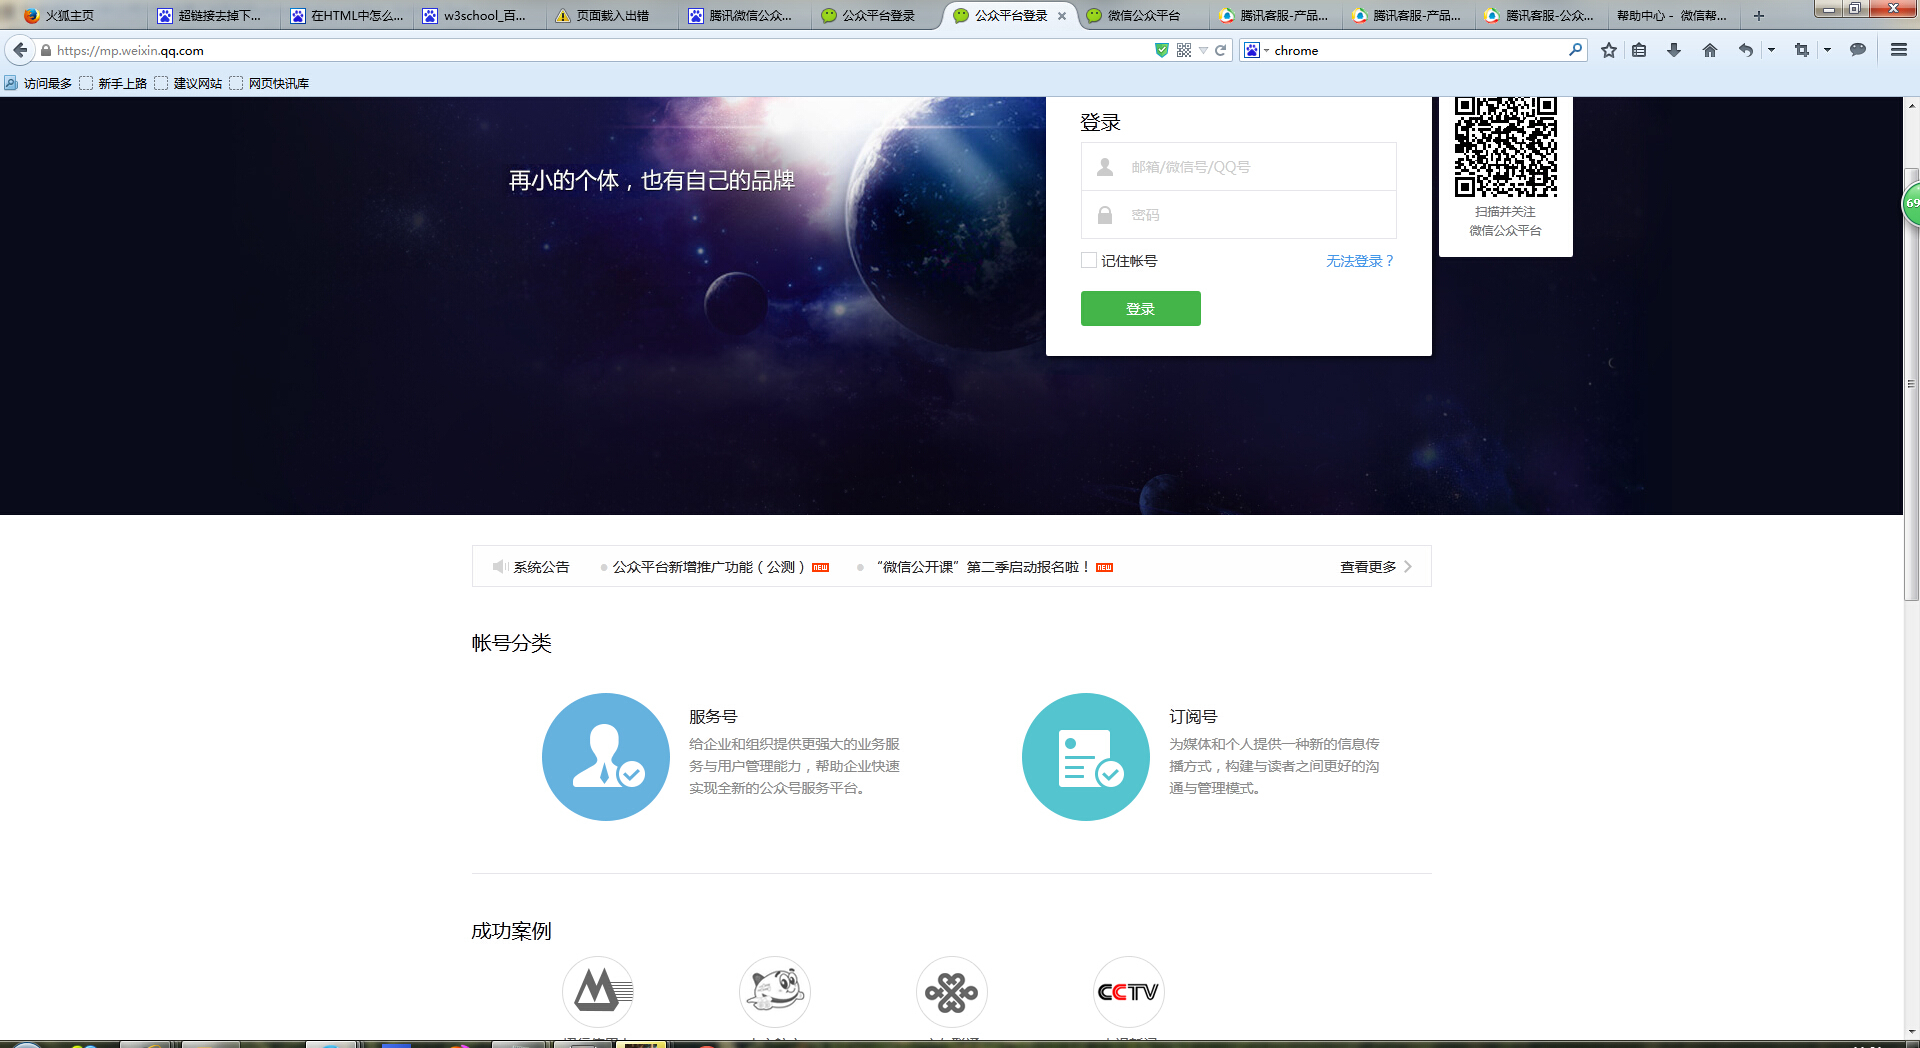 火狐主页
超链接去掉下...
在HTML中怎么...
w3school_百...
页面载入出错
腾讯微信公众...
公众平台登录
公众平台登录
微信公众平台
腾讯客服-产品...
腾讯客服-产品...
腾讯客服-公众...
帮助中心 - 微信帮...
https://mp.weixin.qq.com
chrome
访问最多
新手上路
建议网站
网页快讯库
再小的个体，也有自己的品牌
登录
邮箱/微信号/QQ号
密码
记住帐号
无法登录？
登录
扫描并关注
微信公众平台
69
系统公告
公众平台新增推广功能（公测） NEW
“微信公开课”第二季启动报名啦！ NEW
查看更多
帐号分类
服务号
给企业和组织提供更强大的业务服
务与用户管理能力，帮助企业快速
实现全新的公众号服务平台。
订阅号
为媒体和个人提供一种新的信息传
播方式，构建与读者之间更好的沟
通与管理模式。
成功案例
CCTV